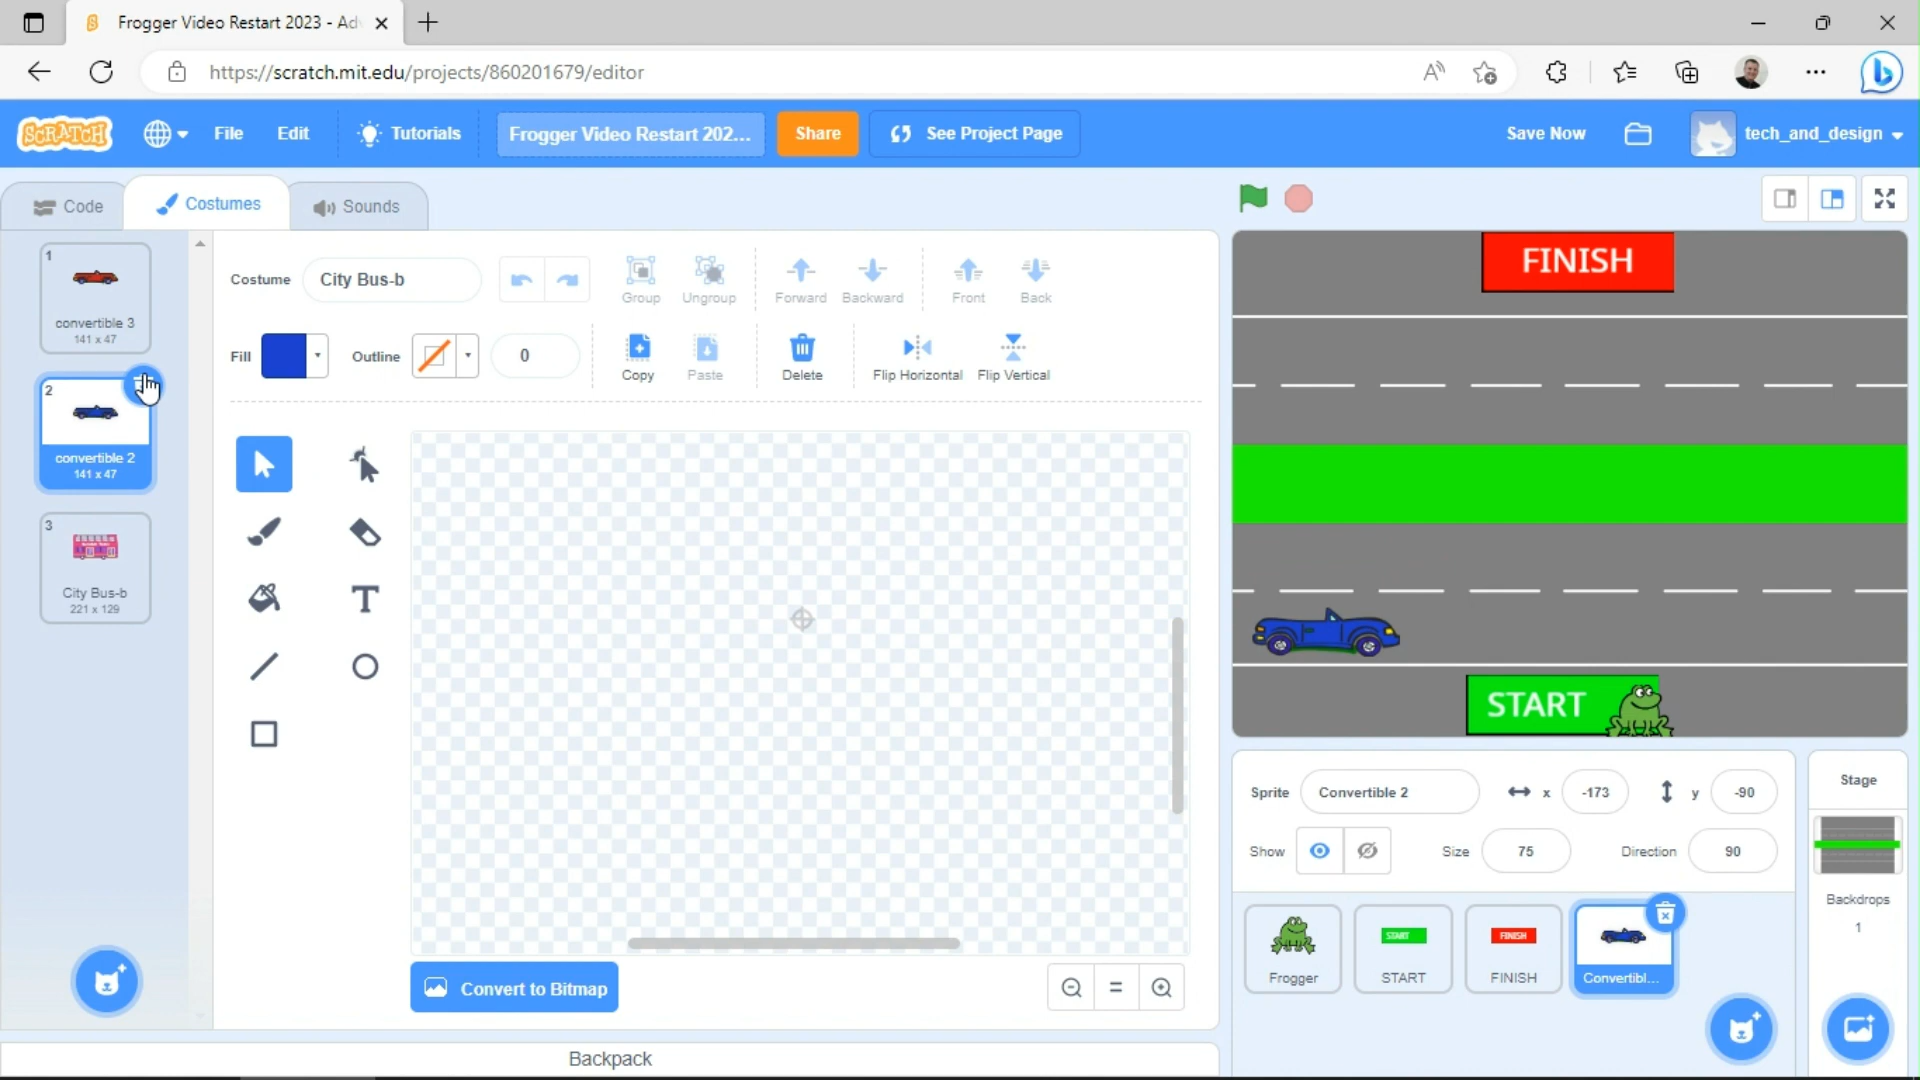 Frogger Video Restart 2023 - Ad
https://scratch.mit.edu/projects/860201679/editor
SCRATCH
File
Edit
Tutorials
Frogger Video Restart 202...
Share
See Project Page
Save Now
tech_and_design
Code
Costumes
Sounds
1
convertible 3
141 x 47
2
convertible 2
141 x 47
3
City Bus-b
221 x 129
Costume
City Bus-b
Group
Ungroup
Forward
Backward
Front
Back
Fill
Outline
0
Copy
Paste
Delete
Flip Horizontal
Flip Vertical
T
Convert to Bitmap
Backpack
FINISH
START
Sprite
Convertible 2
x
-173
y
-90
Show
Size
75
Direction
90
START
FINISH
Frogger
START
FINISH
Convertibl...
Stage
Backdrops
1